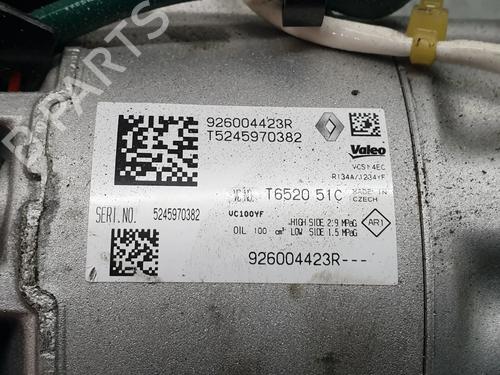 926004423R
T5245970382
Valeo
R134A/1234YF
T6520 51C
MADE IN
CZECH
SERI.NO. 5245970382
VC100YF
HIGH SIDE 2.9 MPaG
OIL 100 cm³ LOW SIDE 1.5 MPaG
AR1
926004423R---
B-PARTS